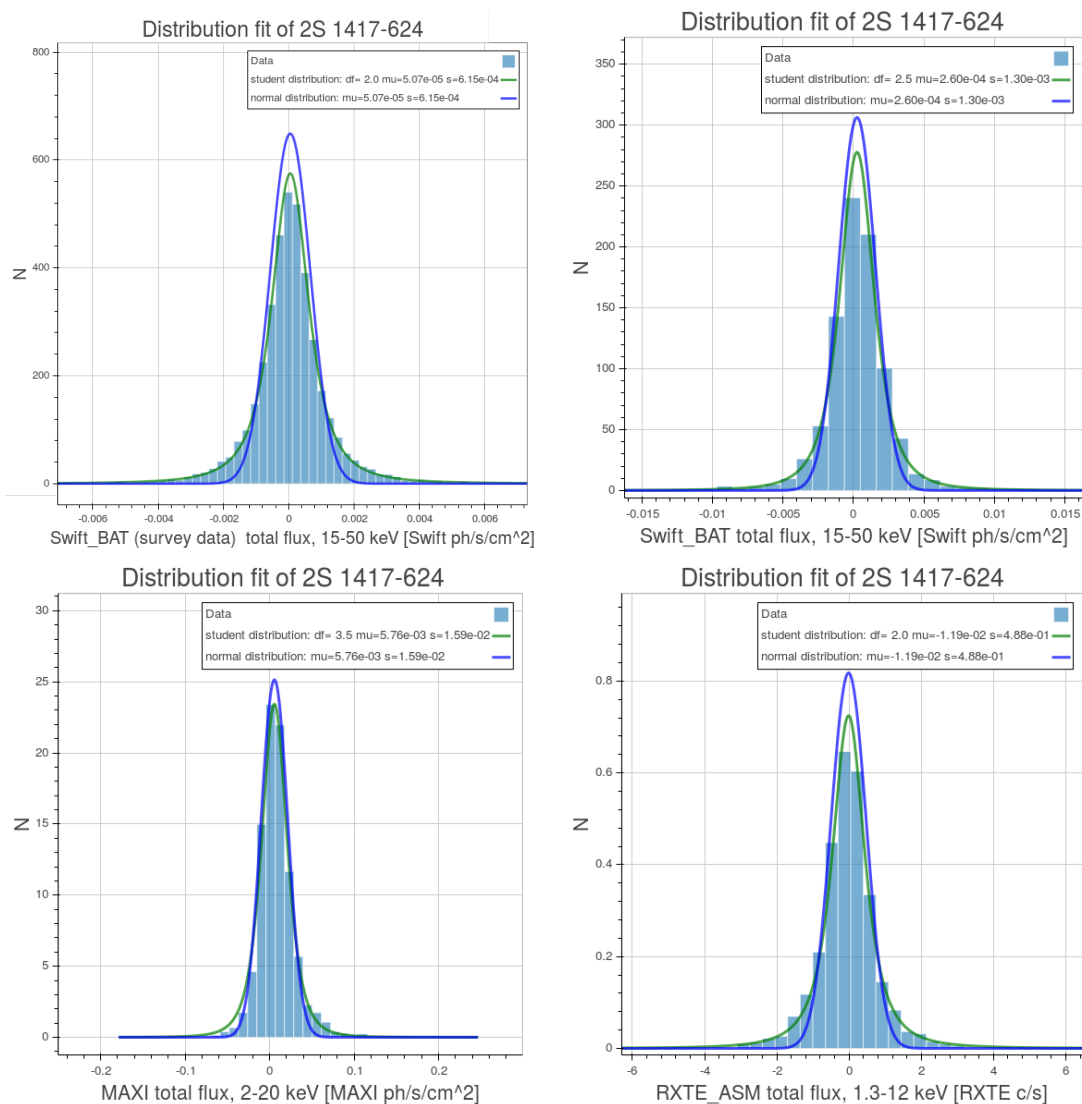 Distribution fit of 2S 1417-624
Data
student distribution: df= 2.0 mu=5.07e-05 s=6.15e-04
normal distribution: mu=5.07e-05 s=6.15e-04
800
600
400
200
0
N
-0.006
-0.004
-0.002
0
0.002
0.004
0.006
Swift_BAT (survey data) total flux, 15-50 keV [Swift ph/s/cm^2]
Distribution fit of 2S 1417-624
Data
student distribution: df= 2.5 mu=2.60e-04 s=1.30e-03
normal distribution: mu=2.60e-04 s=1.30e-03
350
300
250
200
150
100
50
0
N
-0.015
-0.01
-0.005
0
0.005
0.01
0.015
Swift_BAT total flux, 15-50 keV [Swift ph/s/cm^2]
Distribution fit of 2S 1417-624
Data
student distribution: df= 3.5 mu=5.76e-03 s=1.59e-02
normal distribution: mu=5.76e-03 s=1.59e-02
30
25
20
15
10
5
0
N
-0.2
-0.1
0
0.1
0.2
MAXI total flux, 2-20 keV [MAXI ph/s/cm^2]
Distribution fit of 2S 1417-624
Data
student distribution: df= 2.0 mu=-1.19e-02 s=4.88e-01
normal distribution: mu=-1.19e-02 s=4.88e-01
0.8
0.6
0.4
0.2
0
N
-6
-4
-2
0
2
4
6
RXTE_ASM total flux, 1.3-12 keV [RXTE c/s]